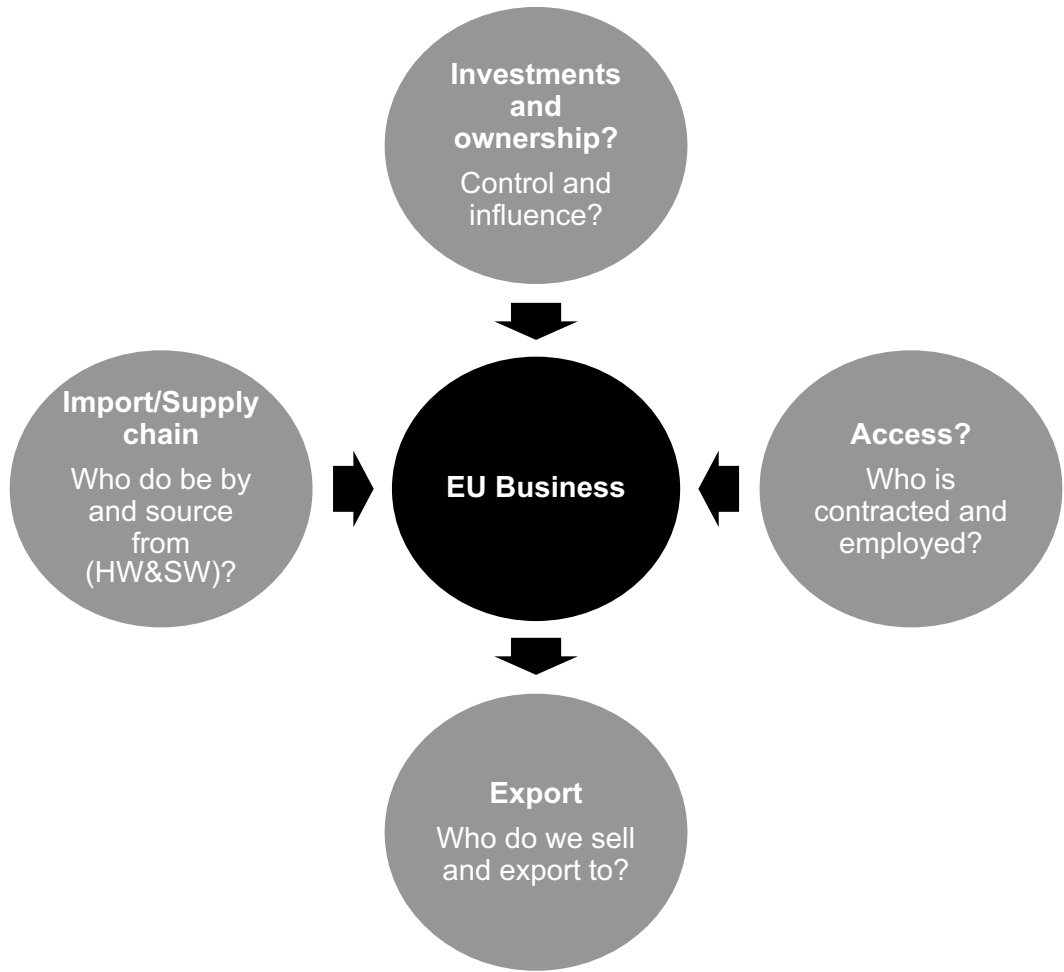 Investments
and
ownership?
Control and
influence?
Import/Supply
chain
Who do be by
and source
from
(HW&SW)?
EU Business
Access?
Who is
contracted and
employed?
Export
Who do we sell
and export to?